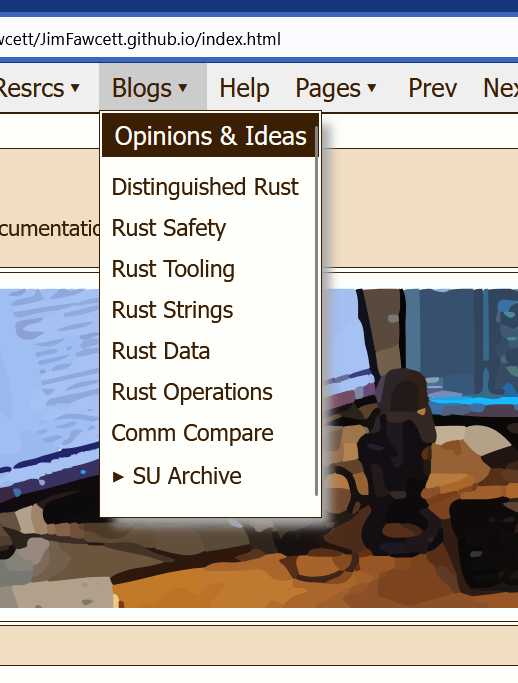 wcett/JimFawcett.github.io/index.html
Resrcs ▾ Blogs ▾ Help Pages ▾ Prev Nex
Opinions & Ideas
Distinguished Rust
cumentatio
Rust Safety
Rust Tooling
Rust Strings
Rust Data
Rust Operations
Comm Compare
▸ SU Archive